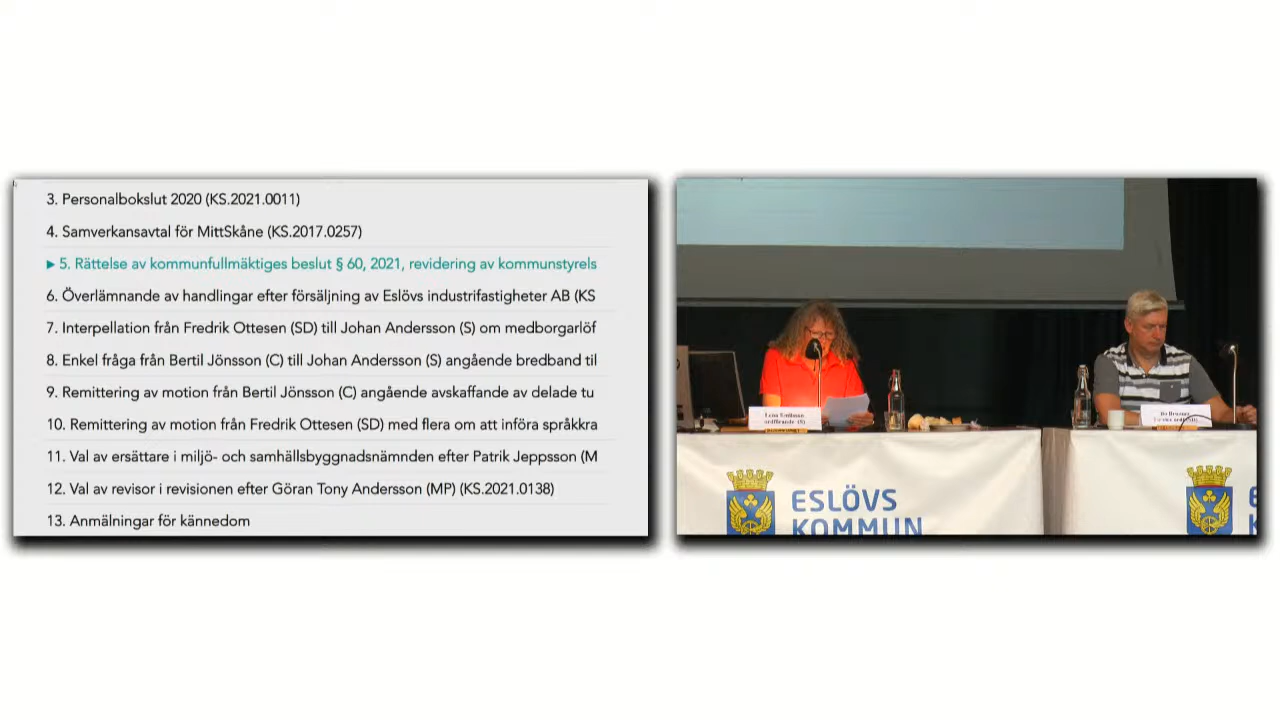 3. Personalbokslut 2020 (KS.2021.0011)
4. Samverkansavtal för MittSkåne (KS.2017.0257)
▶ 5. Rättelse av kommunfullmäktiges beslut § 60, 2021, revidering av kommunstyrels
6. Överlämnande av handlingar efter försäljning av Eslövs industrifastigheter AB (KS
7. Interpellation från Fredrik Ottesen (SD) till Johan Andersson (S) om medborgarlöf
8. Enkel fråga från Bertil Jönsson (C) till Johan Andersson (S) angående bredband til
9. Remittering av motion från Bertil Jönsson (C) angående avskaffande av delade tu
10. Remittering av motion från Fredrik Ottesen (SD) med flera om att införa språkkra
11. Val av ersättare i miljö- och samhällsbyggnadsnämnden efter Patrik Jeppsson (M
12. Val av revisor i revisionen efter Göran Tony Andersson (MP) (KS.2021.0138)
13. Anmälningar för kännedom
Lena Emilsson
ordförande (S)
ESLÖVS
KOMMUN